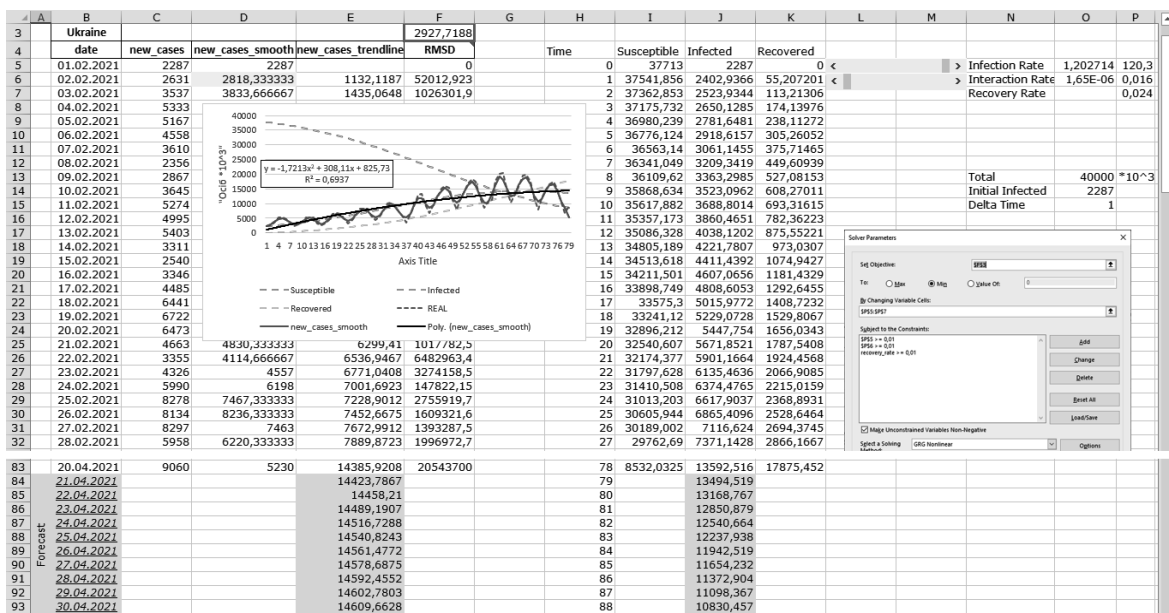 A B C D E F G H I J K L M N O P
3 Ukraine 2927,7188
4 date new_cases new_cases_smooth new_cases_trendline RMSD Time Susceptible Infected Recovered
5 01.02.2021 2287 2287 0 0 37713 2287 0 < > Infection Rate 1,202714 120,3
6 02.02.2021 2631 2818,333333 1132,1187 52012,923 1 37541,856 2402,9366 55,207201 < > Interaction Rate 1,65E-06 0,016
7 03.02.2021 3537 3833,666667 1435,0648 1026301,9 2 37362,853 2523,9344 113,21306 Recovery Rate 0,024
8 04.02.2021 5333 3 37175,732 2650,1285 174,13976
9 05.02.2021 5167 4 36980,239 2781,6481 238,11272
10 06.02.2021 4558 5 36776,124 2918,6157 305,26052
11 07.02.2021 3610 6 36563,14 3061,1455 375,71465
12 08.02.2021 2356 7 36341,049 3209,3419 449,60939
13 09.02.2021 2867 8 36109,62 3363,2985 527,08153 Total 40000 *10^3
14 10.02.2021 3645 9 35868,634 3523,0962 608,27011 Initial Infected 2287
15 11.02.2021 5274 10 35617,882 3688,8014 693,31615 Delta Time 1
16 12.02.2021 4995 11 35357,173 3860,4651 782,36223
17 13.02.2021 5403 12 35086,328 4038,1202 875,55221
18 14.02.2021 3311 13 34805,189 4221,7807 973,0307
19 15.02.2021 2540 14 34513,618 4411,4392 1074,9427
20 16.02.2021 3346 15 34211,501 4607,0656 1181,4329
21 17.02.2021 4485 16 33898,749 4808,6053 1292,6455
22 18.02.2021 6441 17 33575,3 5015,9772 1408,7232
23 19.02.2021 6722 18 33241,12 5229,0728 1529,8067
24 20.02.2021 6473 19 32896,212 5447,754 1656,0343
25 21.02.2021 4663 4830,333333 6299,41 1017782,5 20 32540,607 5671,8521 1787,5408
26 22.02.2021 3355 4114,666667 6536,9467 6482963,4 21 32174,377 5901,1664 1924,4568
27 23.02.2021 4326 4557 6771,0408 3274158,5 22 31797,628 6135,4636 2066,9085
28 24.02.2021 5990 6198 7001,6923 147822,15 23 31410,508 6374,4765 2215,0159
29 25.02.2021 8278 7467,333333 7228,9012 2755919,7 24 31013,203 6617,9037 2368,8931
30 26.02.2021 8134 8236,333333 7452,6675 1609321,6 25 30605,944 6865,4096 2528,6464
31 27.02.2021 8297 7463 7672,9912 1393287,5 26 30189,002 7116,624 2694,3745
32 28.02.2021 5958 6220,333333 7889,8723 1996972,7 27 29762,69 7371,1428 2866,1667
40000
35000
30000
25000
20000
15000
10000
5000
0
"Осіб *10^3"
y = -1,7213x² + 308,11x + 825,73
R² = 0,6937
1 4 7 10 13 16 19 22 25 28 31 34 37 40 43 46 49 52 55 58 61 64 67 70 73 76 79
Axis Title
Susceptible Infected
Recovered REAL
new_cases_smooth Poly. (new_cases_smooth)
Solver Parameters ×
Set Objective: $F$3
To: Max Min Value Of: 0
By Changing Variable Cells:
$P$5:$P$7
Subject to the Constraints:
$P$5 >= 0,01
$P$6 >= 0,01
recovery_rate >= 0,01
Add
Change
Delete
Reset All
Load/Save
Make Unconstrained Variables Non-Negative
Select a Solving GRG Nonlinear Options
83 20.04.2021 9060 5230 14385,9208 20543700 78 8532,0325 13592,516 17875,452
Forecast
84 21.04.2021 14423,7867 79 13494,519
85 22.04.2021 14458,21 80 13168,767
86 23.04.2021 14489,1907 81 12850,879
87 24.04.2021 14516,7288 82 12540,664
88 25.04.2021 14540,8243 83 12237,938
89 26.04.2021 14561,4772 84 11942,519
90 27.04.2021 14578,6875 85 11654,232
91 28.04.2021 14592,4552 86 11372,904
92 29.04.2021 14602,7803 87 11098,367
93 30.04.2021 14609,6628 88 10830,457